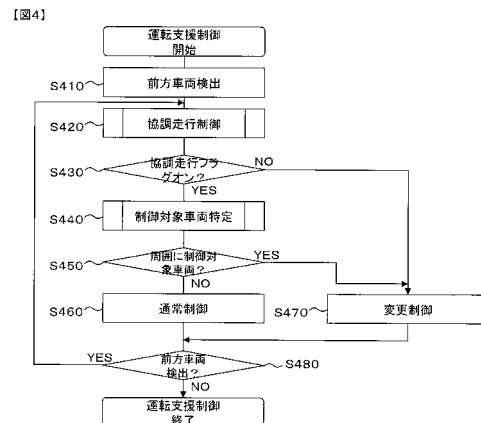 【図4】
運転支援制御
開始
S410
前方車両検出
S420
協調走行制御
S430
協調走行フラ
グオン？
NO
YES
S440
制御対象車両特定
S450
周囲に制御対
象車両？
YES
NO
S460
通常制御
S470
変更制御
YES
前方車両
検出？
S480
NO
運転支援制御
終了